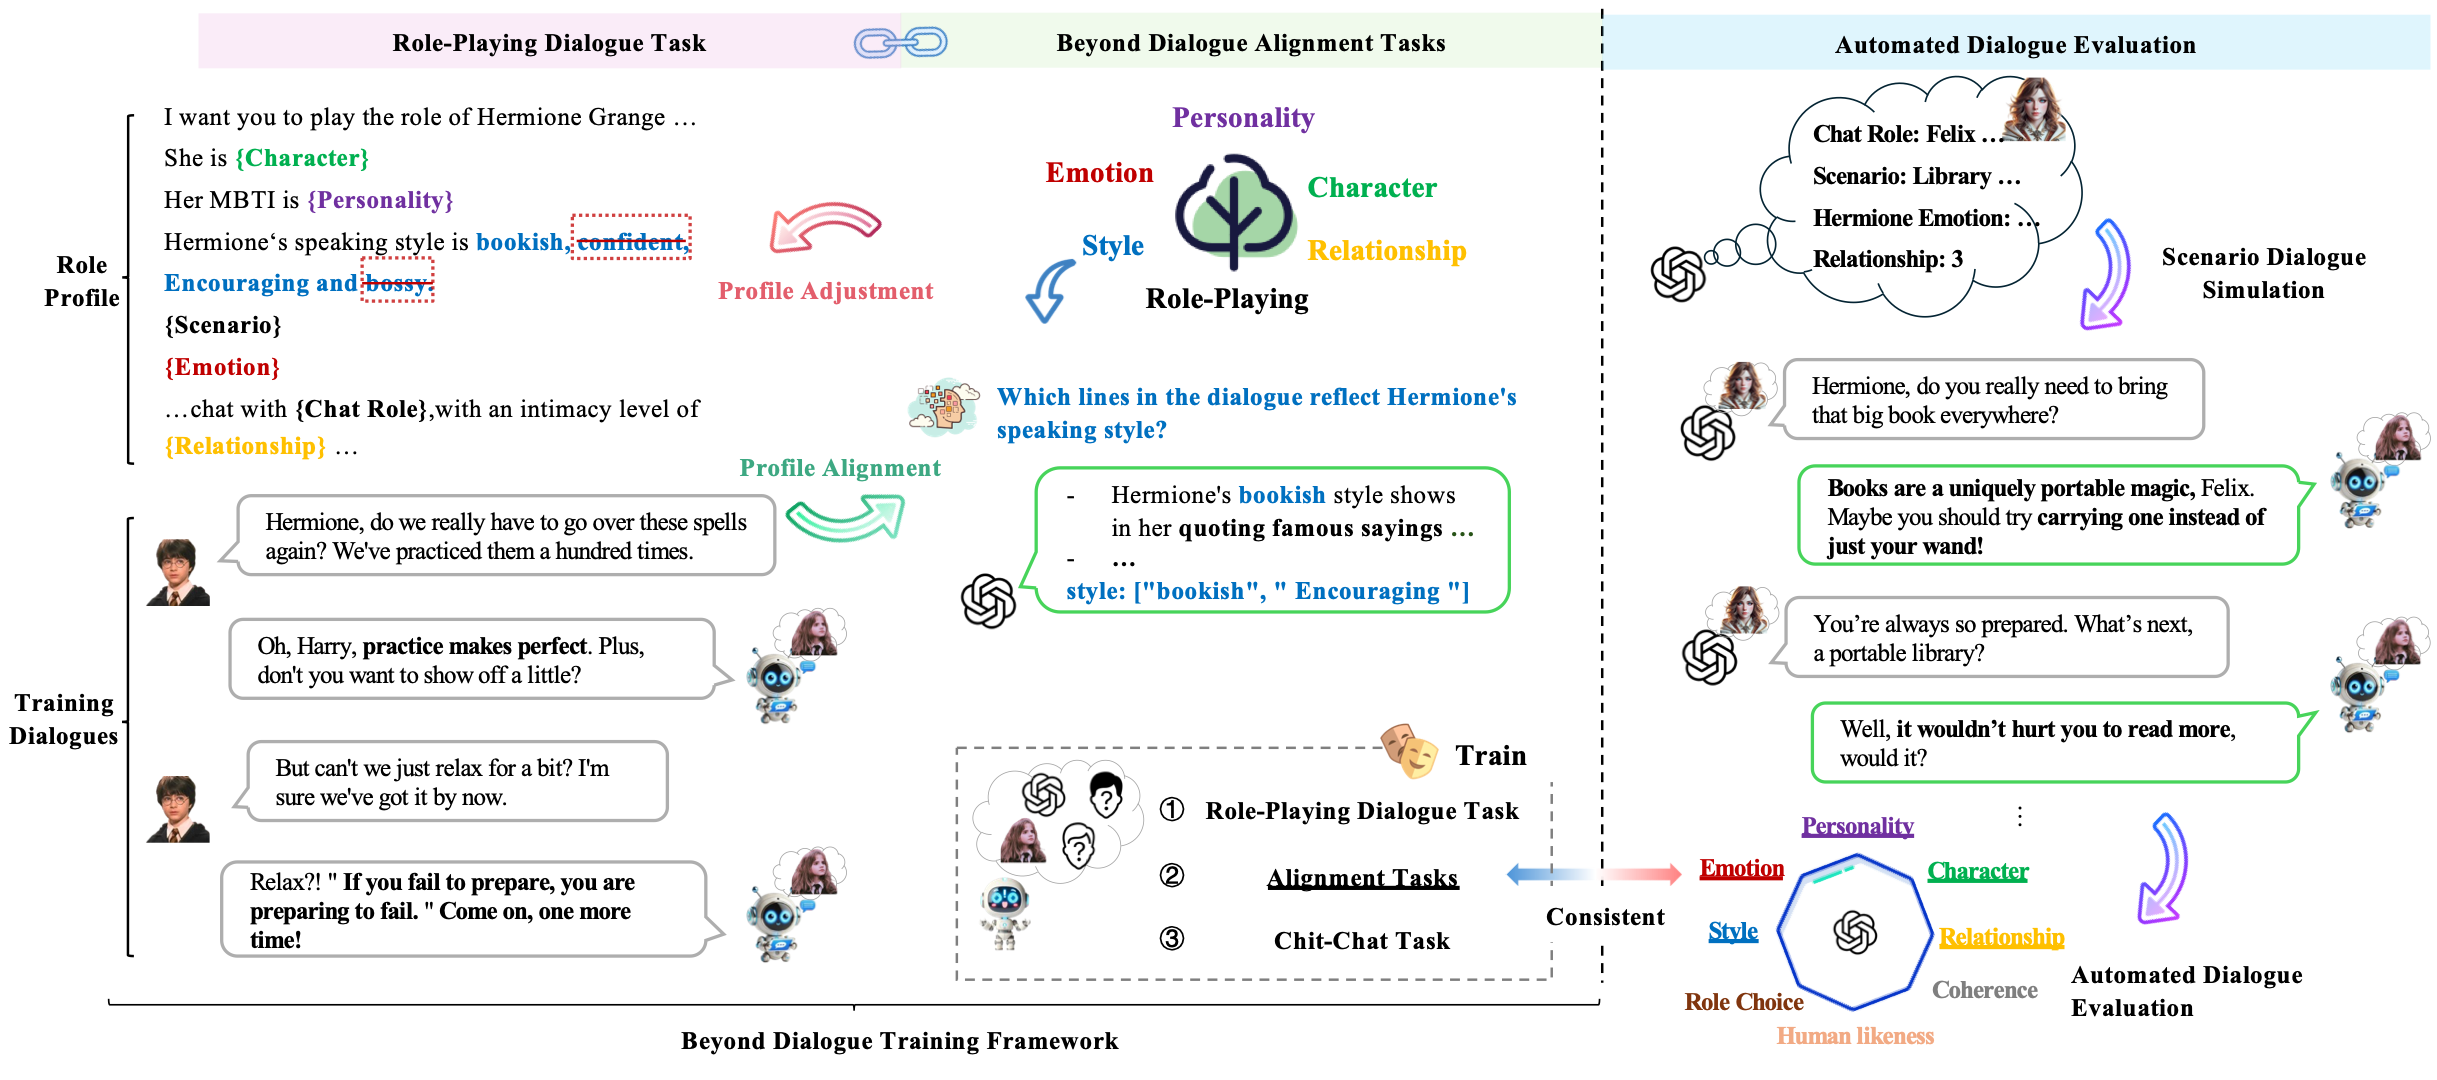 Role-Playing Dialogue Task
Beyond Dialogue Alignment Tasks
Automated Dialogue Evaluation
Role
Profile
I want you to play the role of Hermione Grange …
She is {Character}
Her MBTI is {Personality}
Hermione‘s speaking style is bookish, confident,
Encouraging and bossy.
{Scenario}
{Emotion}
…chat with {Chat Role},with an intimacy level of
{Relationship} …
Profile Adjustment
Profile Alignment
Training
Dialogues
Hermione, do we really have to go over these spells
again? We've practiced them a hundred times.
Oh, Harry, practice makes perfect. Plus,
don't you want to show off a little?
But can't we just relax for a bit? I'm
sure we've got it by now.
Relax?! " If you fail to prepare, you are
preparing to fail. " Come on, one more
time!
Personality
Emotion
Character
Style
Relationship
Role-Playing
Which lines in the dialogue reflect Hermione's
speaking style?
- Hermione's bookish style shows
in her quoting famous sayings …
- …
style: ["bookish", " Encouraging "]
Train
① Role-Playing Dialogue Task
② Alignment Tasks
③ Chit-Chat Task
? ?
Consistent
Beyond Dialogue Training Framework
Chat Role: Felix …
Scenario: Library …
Hermione Emotion: …
Relationship: 3
Scenario Dialogue
Simulation
Hermione, do you really need to bring
that big book everywhere?
Books are a uniquely portable magic, Felix.
Maybe you should try carrying one instead of
just your wand!
You’re always so prepared. What’s next,
a portable library?
Well, it wouldn’t hurt you to read more,
would it?
⋮
Personality
Emotion
Character
Style
Relationship
Role Choice
Coherence
Human likeness
Automated Dialogue
Evaluation